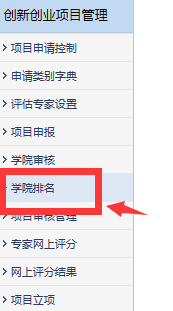 创新创业项目管理
项目申请控制
申请类别字典
评估专家设置
项目申报
学院审核
学院排名
项目审核管理
专家网上评分
网上评分结果
项目立项